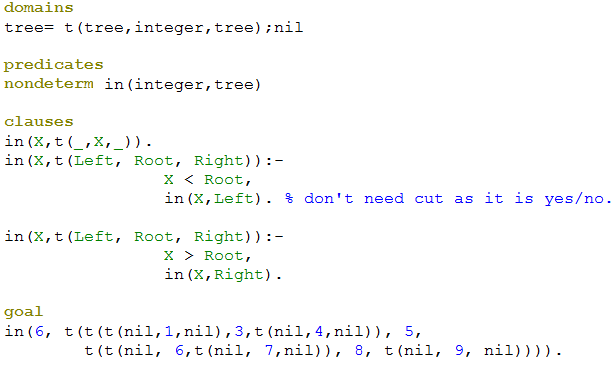 domains
tree= t(tree,integer,tree);nil
predicates
nondeterm in(integer,tree)
clauses
in(X,t(_,X,_)).
in(X,t(Left, Root, Right)):-
X < Root,
in(X,Left). % don't need cut as it is yes/no.
in(X,t(Left, Root, Right)):-
X > Root,
in(X,Right).
goal
in(6, t(t(t(nil,1,nil),3,t(nil,4,nil)), 5,
t(t(nil, 6,t(nil, 7,nil)), 8, t(nil, 9, nil)))).